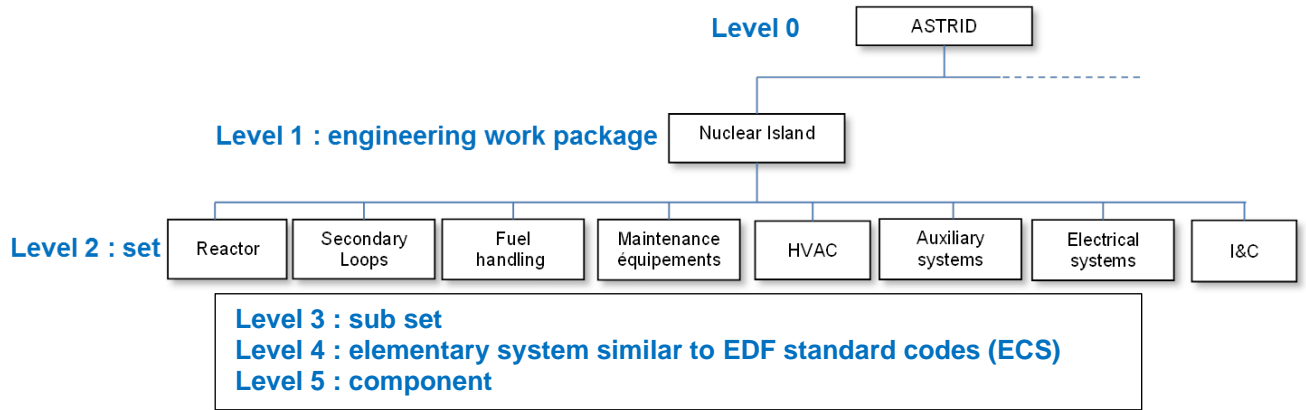 Level 0
ASTRID
Level 1 : engineering work package
Nuclear Island
Level 2 : set
Reactor
Secondary
Loops
Fuel
handling
Maintenance
équipements
HVAC
Auxiliary
systems
Electrical
systems
I&C
Level 3 : sub set
Level 4 : elementary system similar to EDF standard codes (ECS)
Level 5 : component